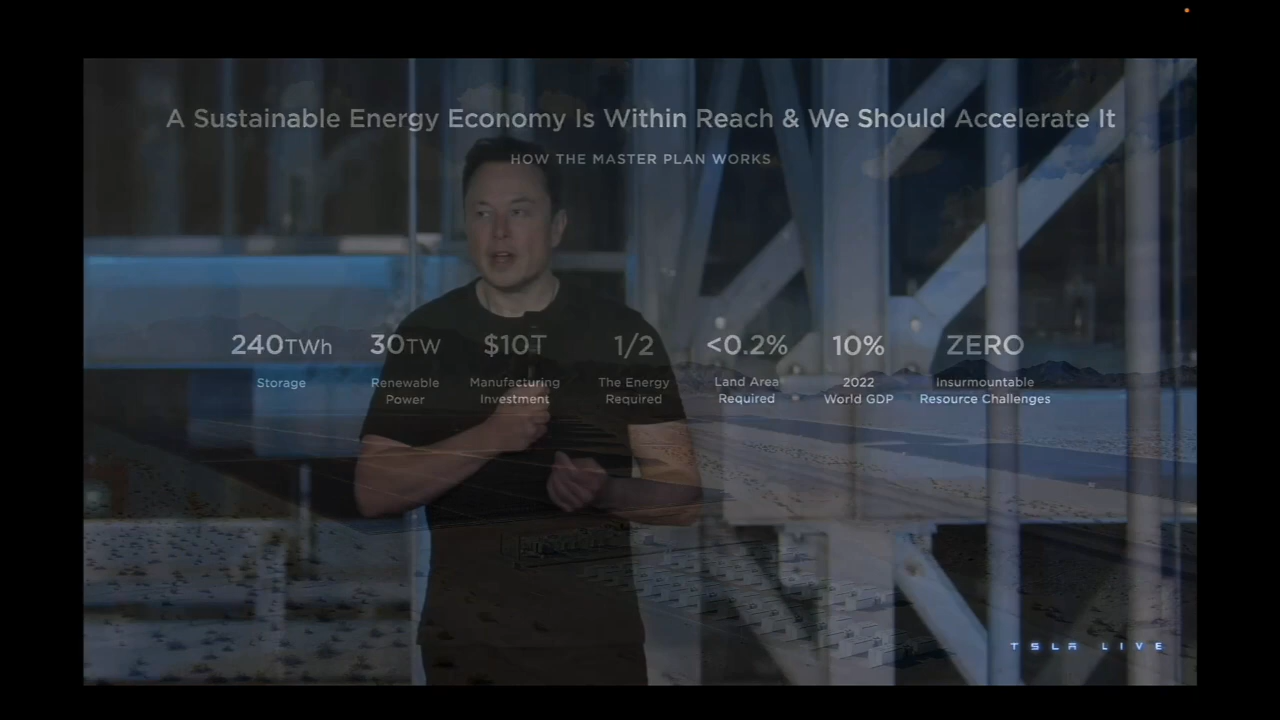 A Sustainable Energy Economy Is Within Reach & We Should Accelerate It
HOW THE MASTER PLAN WORKS
240TWh 30TW $10T 1/2 <0.2% 10% ZERO
Storage Renewable Manufacturing The Energy Land Area 2022 Insurmountable
Power Investment Required Required World GDP Resource Challenges
TSLA LIVE